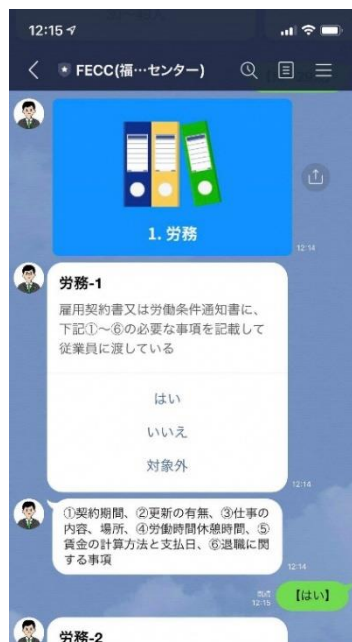 12:15
FECC(福…センター)
1. 労務
12:14
労務-1
雇用契約書又は労働条件通知書に、
下記①〜⑥の必要な事項を記載して
従業員に渡している
はい
いいえ
対象外
12:14
①契約期間、②更新の有無、③仕事の
内容、場所、④労働時間休憩時間、⑤
賃金の計算方法と支払日、⑥退職に関
する事項
12:14
既読
12:15
【はい】
労務-2